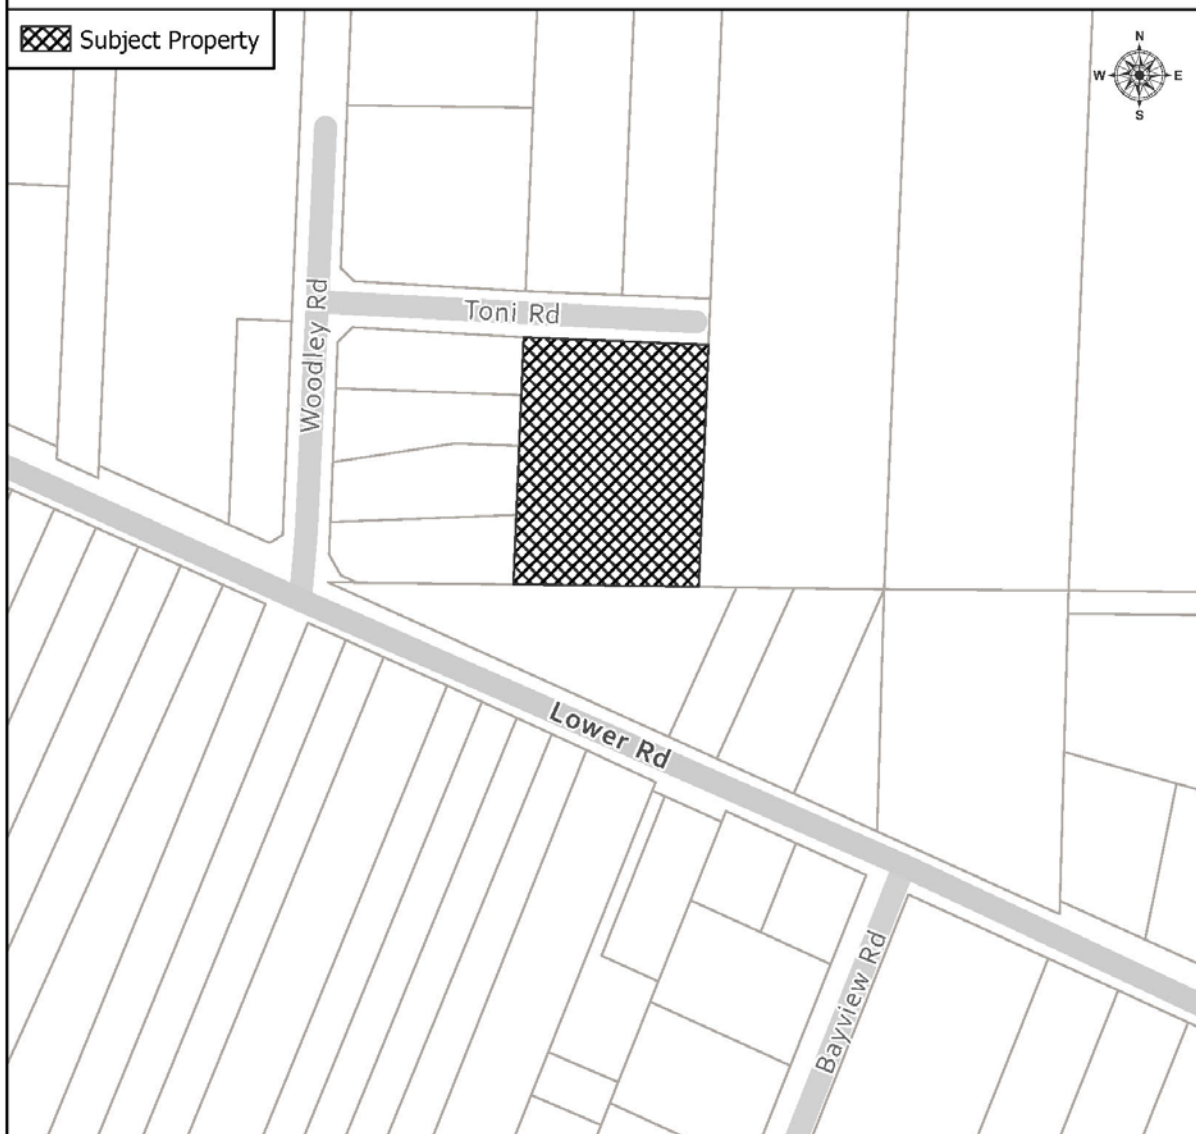 Subject Property
N
W E
S
Toni Rd
Woodley Rd
Lower Rd
Bayview Rd